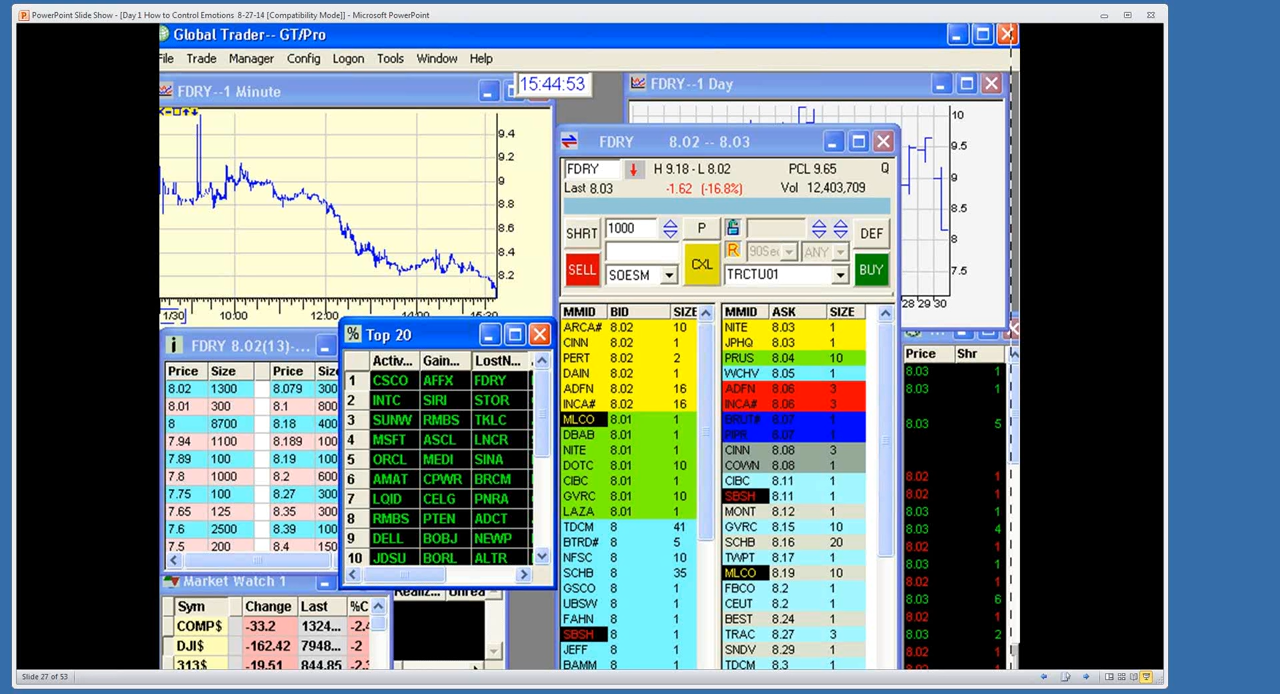 PowerPoint Slide Show - [Day 1 How to Control Emotions 8-27-14 [Compatibility Mode]] - Microsoft PowerPoint
Global Trader-- GT/Pro
File Trade Manager Config Logon Tools Window Help
FDRY--1 Minute
15:44:53
9.4
9.2
9
8.8
8.6
8.4
8.2
1/30 10:00 11:00 12:00 13:00 14:00 15:20
FDRY--1 Day
10
9.5
9
8.5
8
7.5
28 29 30
FDRY 8.02 -- 8.03
FDRY H 9.18 - L 8.02 PCL 9.65 Q
Last 8.03 -1.62 (-16.8%) Vol 12,403,709
SHRT 1000 P DEF
R 90Sec ANY
SELL SOESM CXL TRCTU01 BUY
MMID BID SIZE MMID ASK SIZE
ARCA# 8.02 10 NITE 8.03 1
CINN 8.02 1 JPHQ 8.03 1
PERT 8.02 2 PRUS 8.04 10
DAIN 8.02 1 WCHV 8.05 1
ADFN 8.02 16 ADFN 8.06 3
INCA# 8.02 16 INCA# 8.06 3
MLCO 8.01 1 BRUT# 8.07 1
DBAB 8.01 1 PIPR 8.07 1
NITE 8.01 1 CINN 8.08 3
DOTC 8.01 10 COWN 8.08 1
CIBC 8.01 1 CIBC 8.11 1
GVRC 8.01 10 SBSH 8.11 1
LAZA 8.01 1 MONT 8.12 1
TDCM 8 41 GVRC 8.15 10
BTRD# 8 5 SCHB 8.16 20
NFSC 8 10 TWPT 8.17 1
SCHB 8 35 MLCO 8.19 10
GSCO 8 1 FBCO 8.2 1
UBSW 8 1 CEUT 8.2 1
FAHN 8 1 BEST 8.24 1
SBSH 8 1 TRAC 8.27 3
JEFF 8 1 SNDV 8.29 1
BAMM 8 1 TDCM 8.3 1
FDRY 8.02(13)-...
Price Size Price Size
8.02 1300 8.079 300
8.01 300 8.1 800
8 8700 8.18 400
7.94 1100 8.189 100
7.89 100 8.19 100
7.8 1000 8.2 600
7.75 100 8.27 300
7.65 125 8.35 300
7.6 2500 8.39 100
7.5 200 8.4 150
% Top 20
Activ... Gain... LostN...
1 CSCO AFFX FDRY
2 INTC SIRI STOR
3 SUNW RMBS TKLC
4 MSFT ASCL LNCR
5 ORCL MEDI SINA
6 AMAT CPWR BRCM
7 LQID CELG PNRA
8 RMBS PTEN ADCT
9 DELL BOBJ NEWP
10 JDSU BORL ALTR
Price Shr
8.03 1
8.03 1
8.03 5
8.02 1
8.02 1
8.03 1
8.03 4
8.02 1
8.03 1
8.02 1
8.03 6
8.02 1
8.03 2
8.02 1
8.02 1
Market Watch 1
Sym Change Last %C
COMP$ -33.2 1324... -2.4
DJI$ -162.42 7948... -2
313$ -19.51 844.85 -2
Realiz... Unrea
Slide 27 of 53